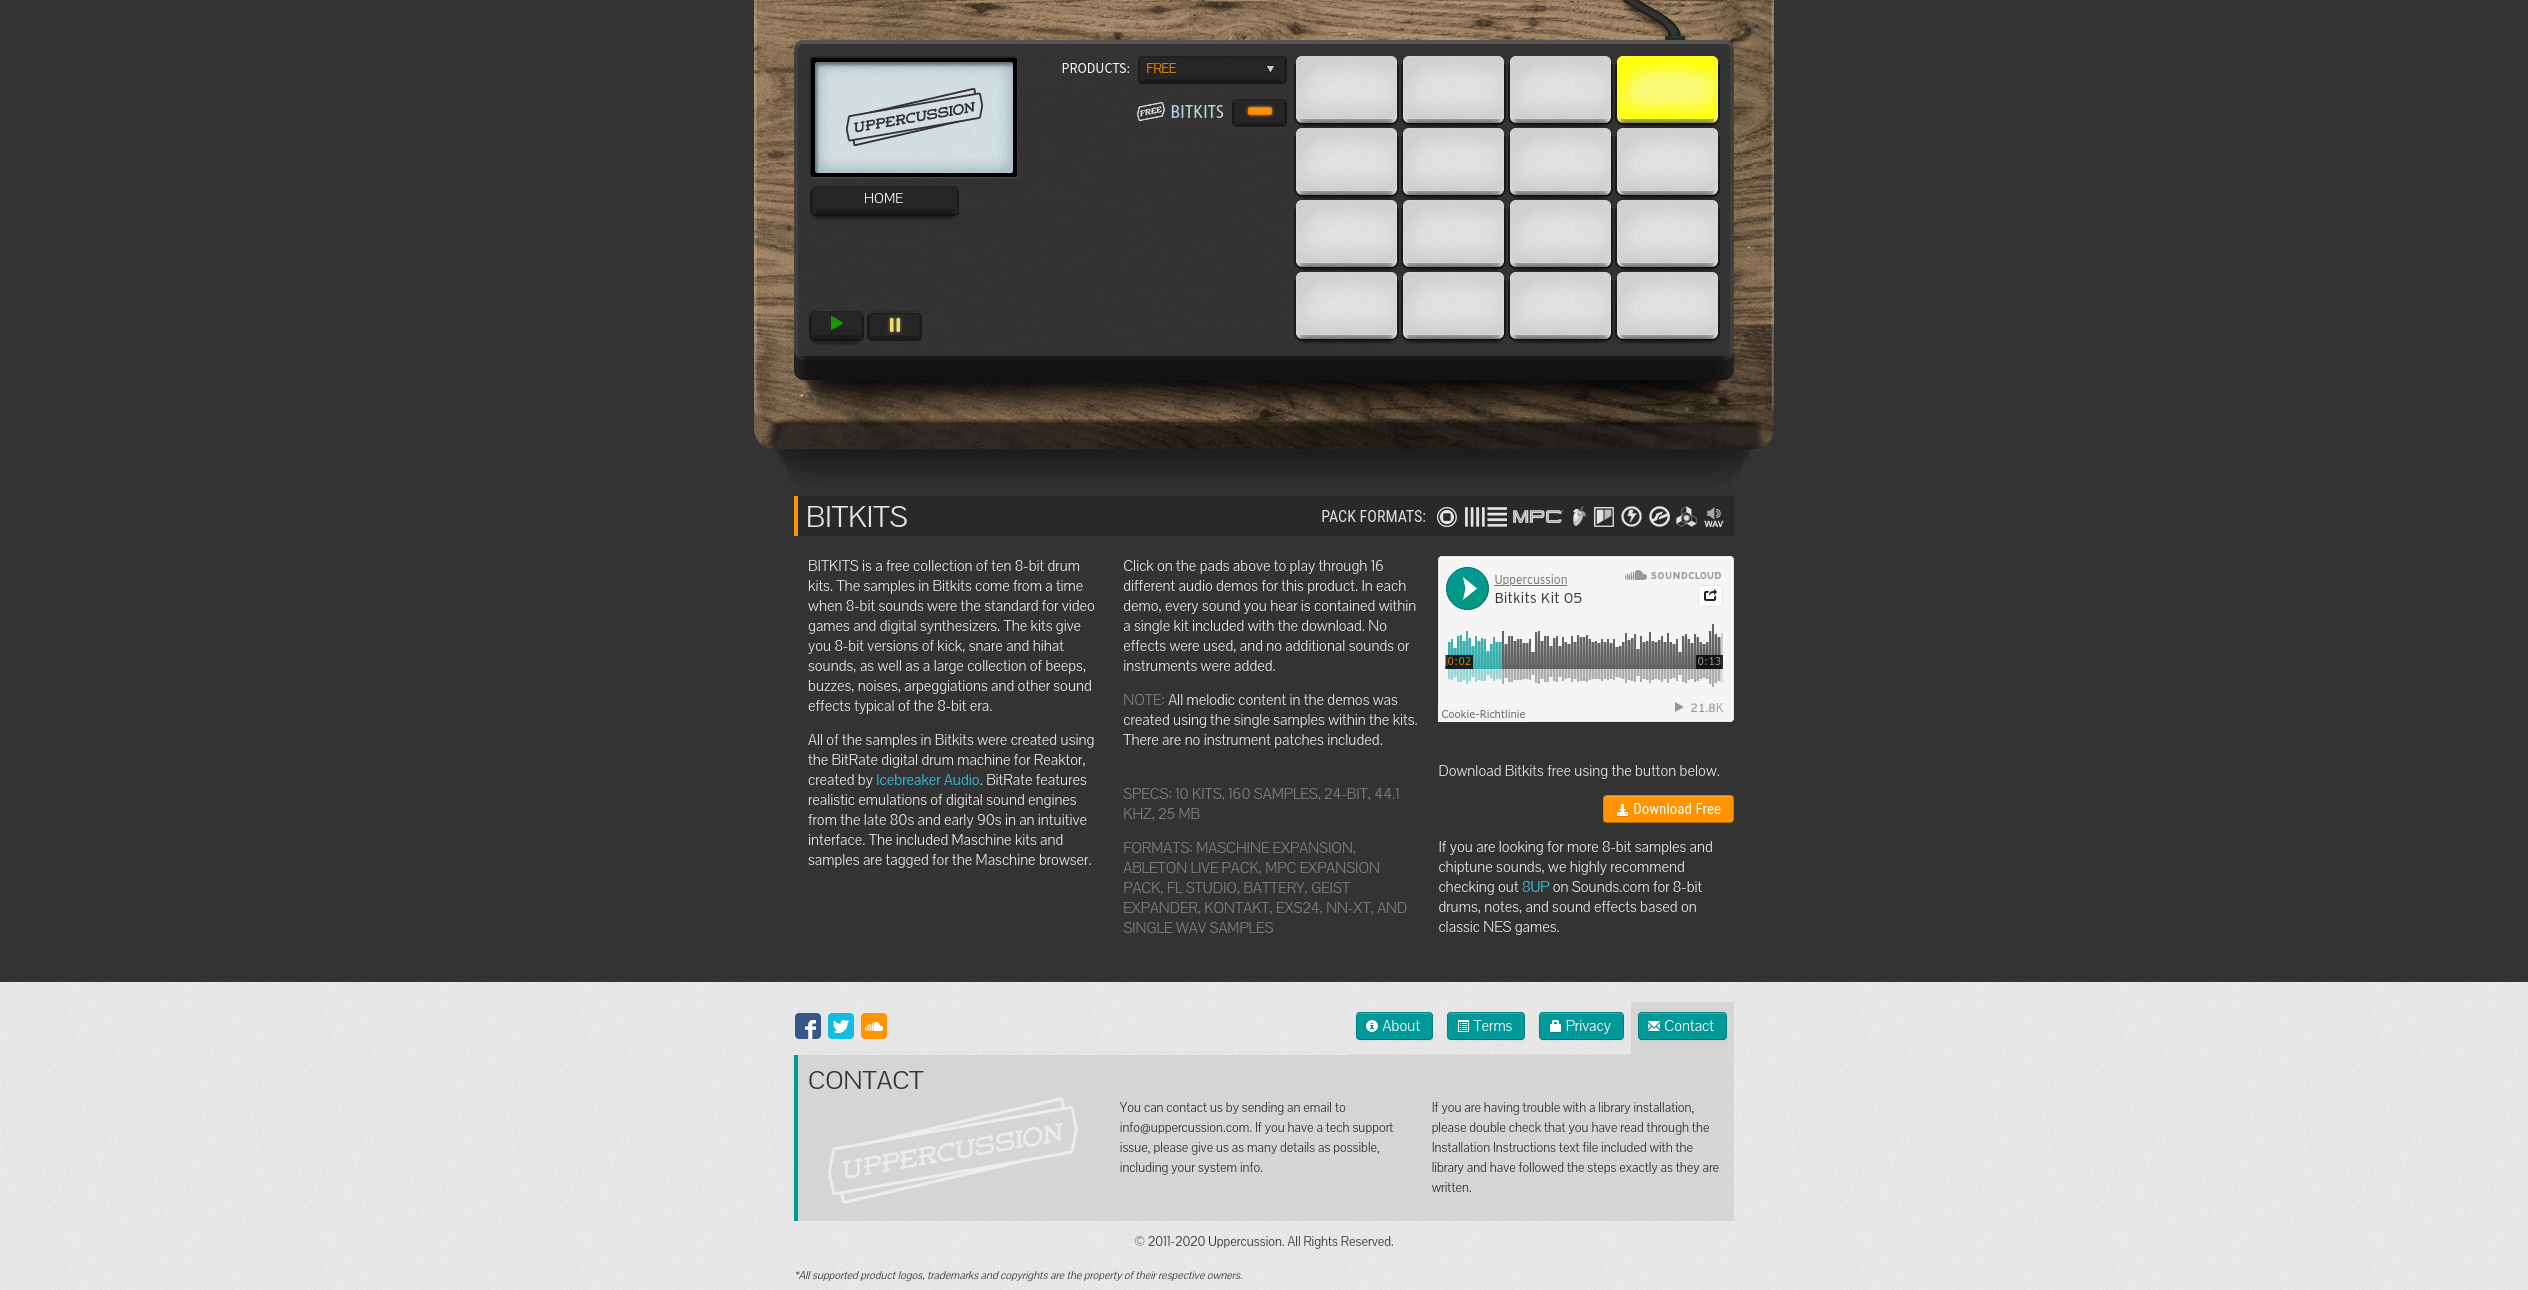 UPPERCUSSION
PRODUCTS: FREE
FREE BITKITS
HOME
BITKITS
PACK FORMATS: MPC WAV
BITKITS is a free collection of ten 8-bit drum
kits. The samples in Bitkits come from a time
when 8-bit sounds were the standard for video
games and digital synthesizers. The kits give
you 8-bit versions of kick, snare and hihat
sounds, as well as a large collection of beeps,
buzzes, noises, arpeggiations and other sound
effects typical of the 8-bit era.
All of the samples in Bitkits were created using
the BitRate digital drum machine for Reaktor,
created by Icebreaker Audio. BitRate features
realistic emulations of digital sound engines
from the late 80s and early 90s in an intuitive
interface. The included Maschine kits and
samples are tagged for the Maschine browser.
Click on the pads above to play through 16
different audio demos for this product. In each
demo, every sound you hear is contained within
a single kit included with the download. No
effects were used, and no additional sounds or
instruments were added.
NOTE: All melodic content in the demos was
created using the single samples within the kits.
There are no instrument patches included.
SPECS: 10 KITS, 160 SAMPLES, 24-BIT, 44.1
KHZ, 25 MB
FORMATS: MASCHINE EXPANSION,
ABLETON LIVE PACK, MPC EXPANSION
PACK, FL STUDIO, BATTERY, GEIST
EXPANDER, KONTAKT, EXS24, NN-XT, AND
SINGLE WAV SAMPLES
Uppercussion
SOUNDCLOUD
Bitkits Kit 05
0:02
0:13
21.8K
Cookie-Richtlinie
Download Bitkits free using the button below.
Download Free
If you are looking for more 8-bit samples and
chiptune sounds, we highly recommend
checking out 8UP on Sounds.com for 8-bit
drums, notes, and sound effects based on
classic NES games.
About
Terms
Privacy
Contact
CONTACT
UPPERCUSSION
You can contact us by sending an email to
info@uppercussion.com. If you have a tech support
issue, please give us as many details as possible,
including your system info.
If you are having trouble with a library installation,
please double check that you have read through the
Installation Instructions text file included with the
library and have followed the steps exactly as they are
written.
© 2011-2020 Uppercussion. All Rights Reserved.
*All supported product logos, trademarks and copyrights are the property of their respective owners.